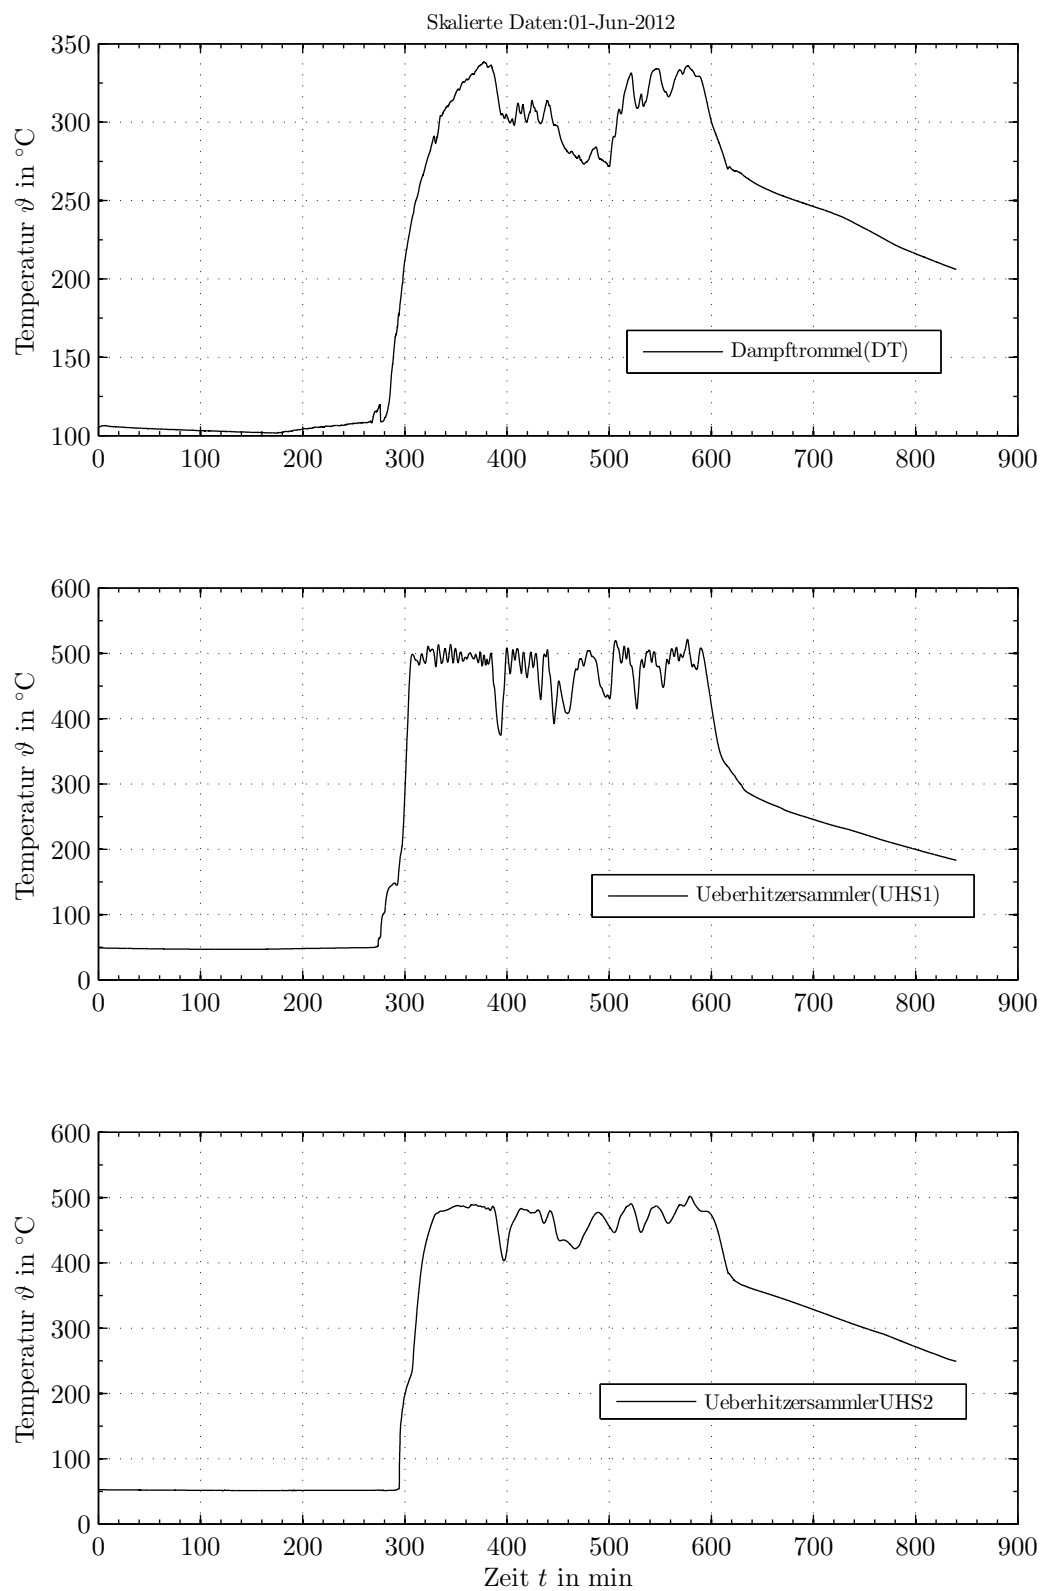 Skalierte Daten:01-Jun-2012
350
300
250
200
150
100
Temperatur ϑ in °C
Dampftrommel(DT)
0 100 200 300 400 500 600 700 800 900
600
500
400
300
200
100
0
Temperatur ϑ in °C
Ueberhitzersammler(UHS1)
0 100 200 300 400 500 600 700 800 900
600
500
400
300
200
100
0
Temperatur ϑ in °C
UeberhitzersammlerUHS2
0 100 200 300 400 500 600 700 800 900
Zeit t in min